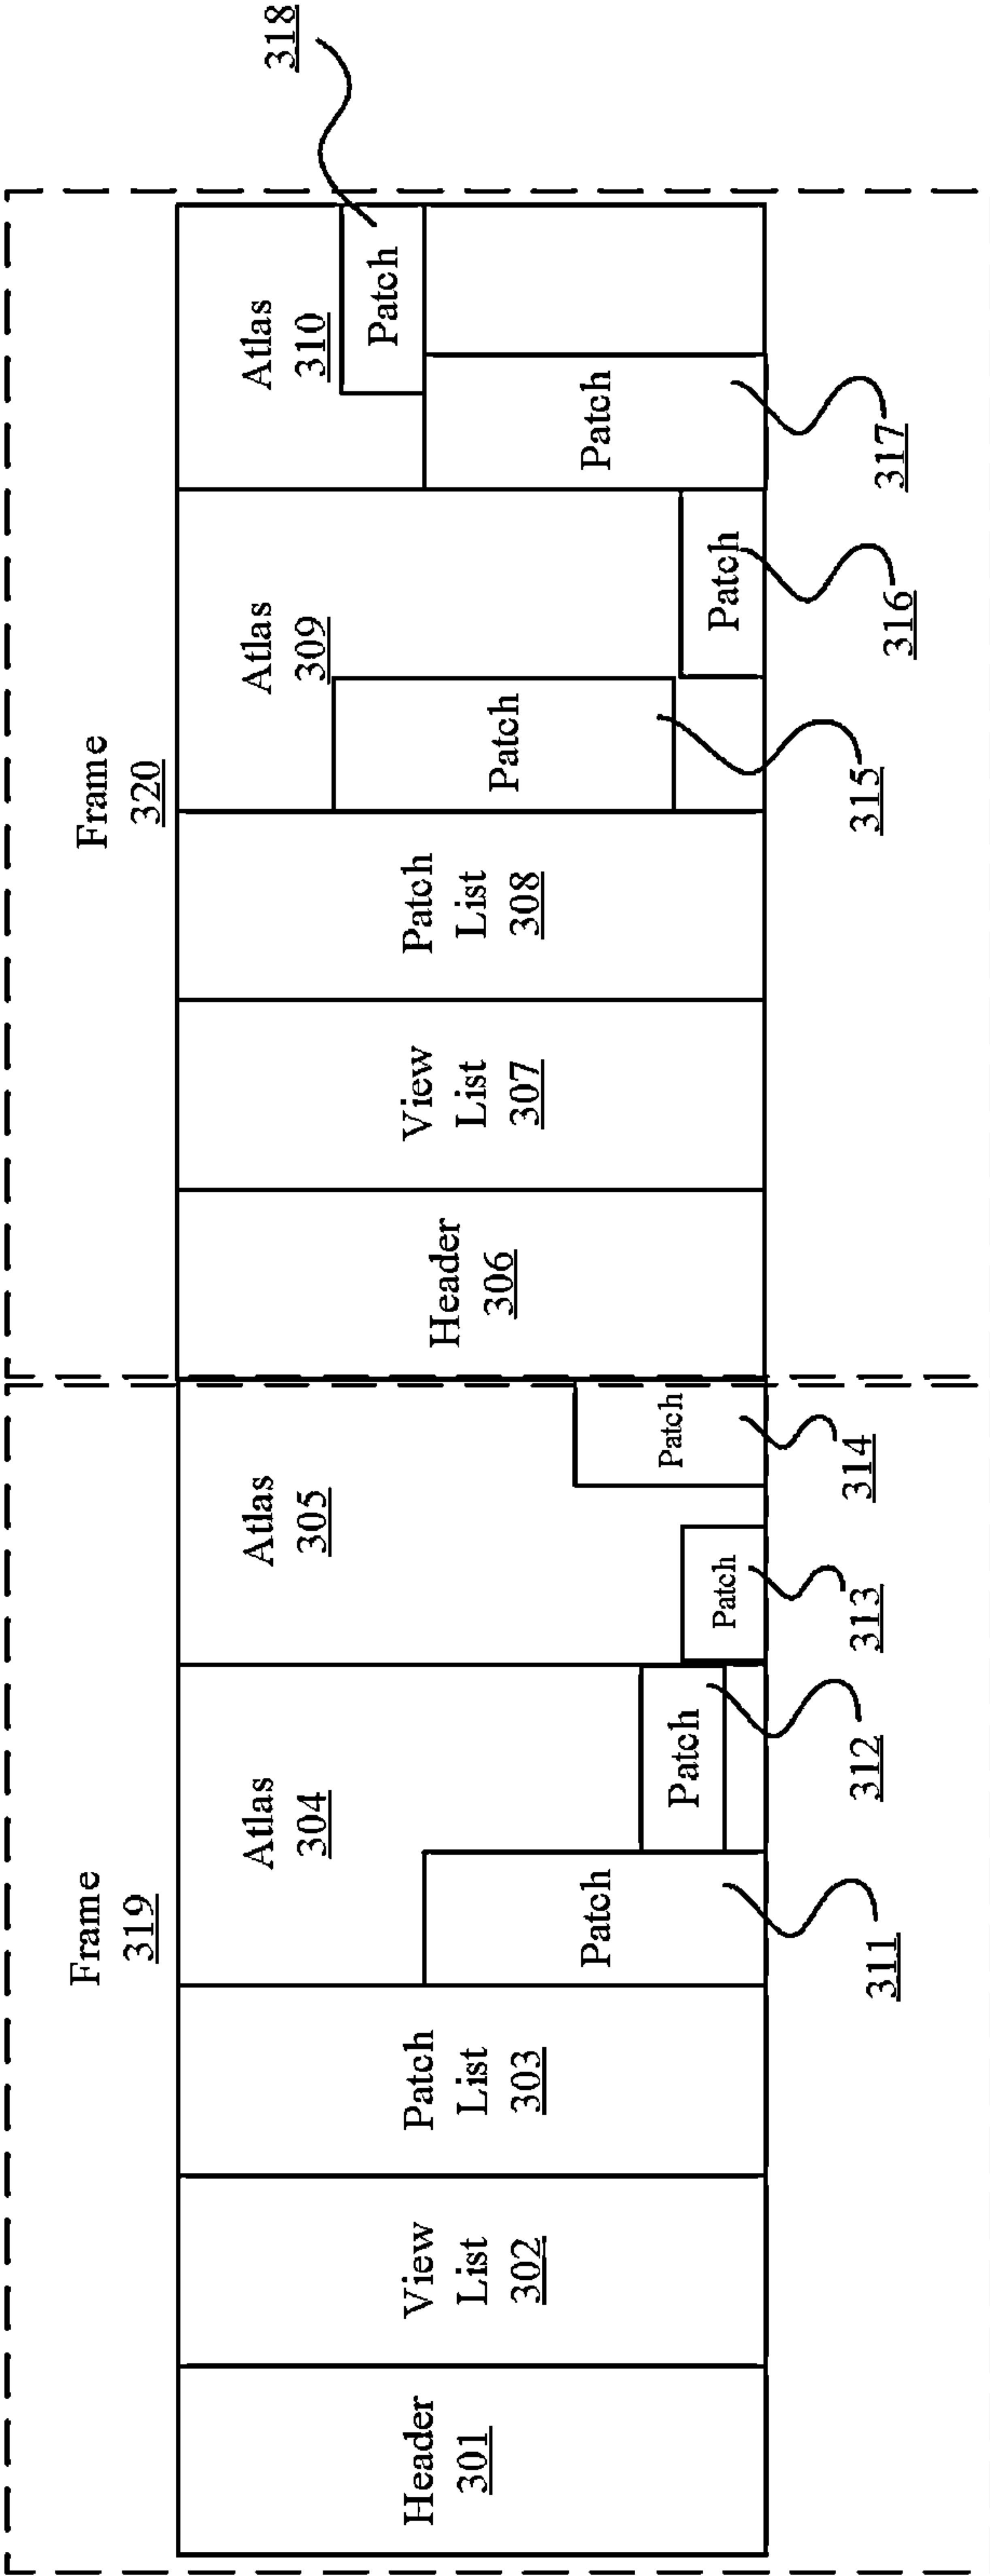 Frame
319
Frame
320
Header
301
View
List
302
Patch
List
303
Atlas
304
Patch
Patch
Atlas
305
Patch
Patch
Header
306
View
List
307
Patch
List
308
Atlas
309
Patch
Patch
Atlas
310
Patch
Patch
311
312
313
314
315
316
317
318